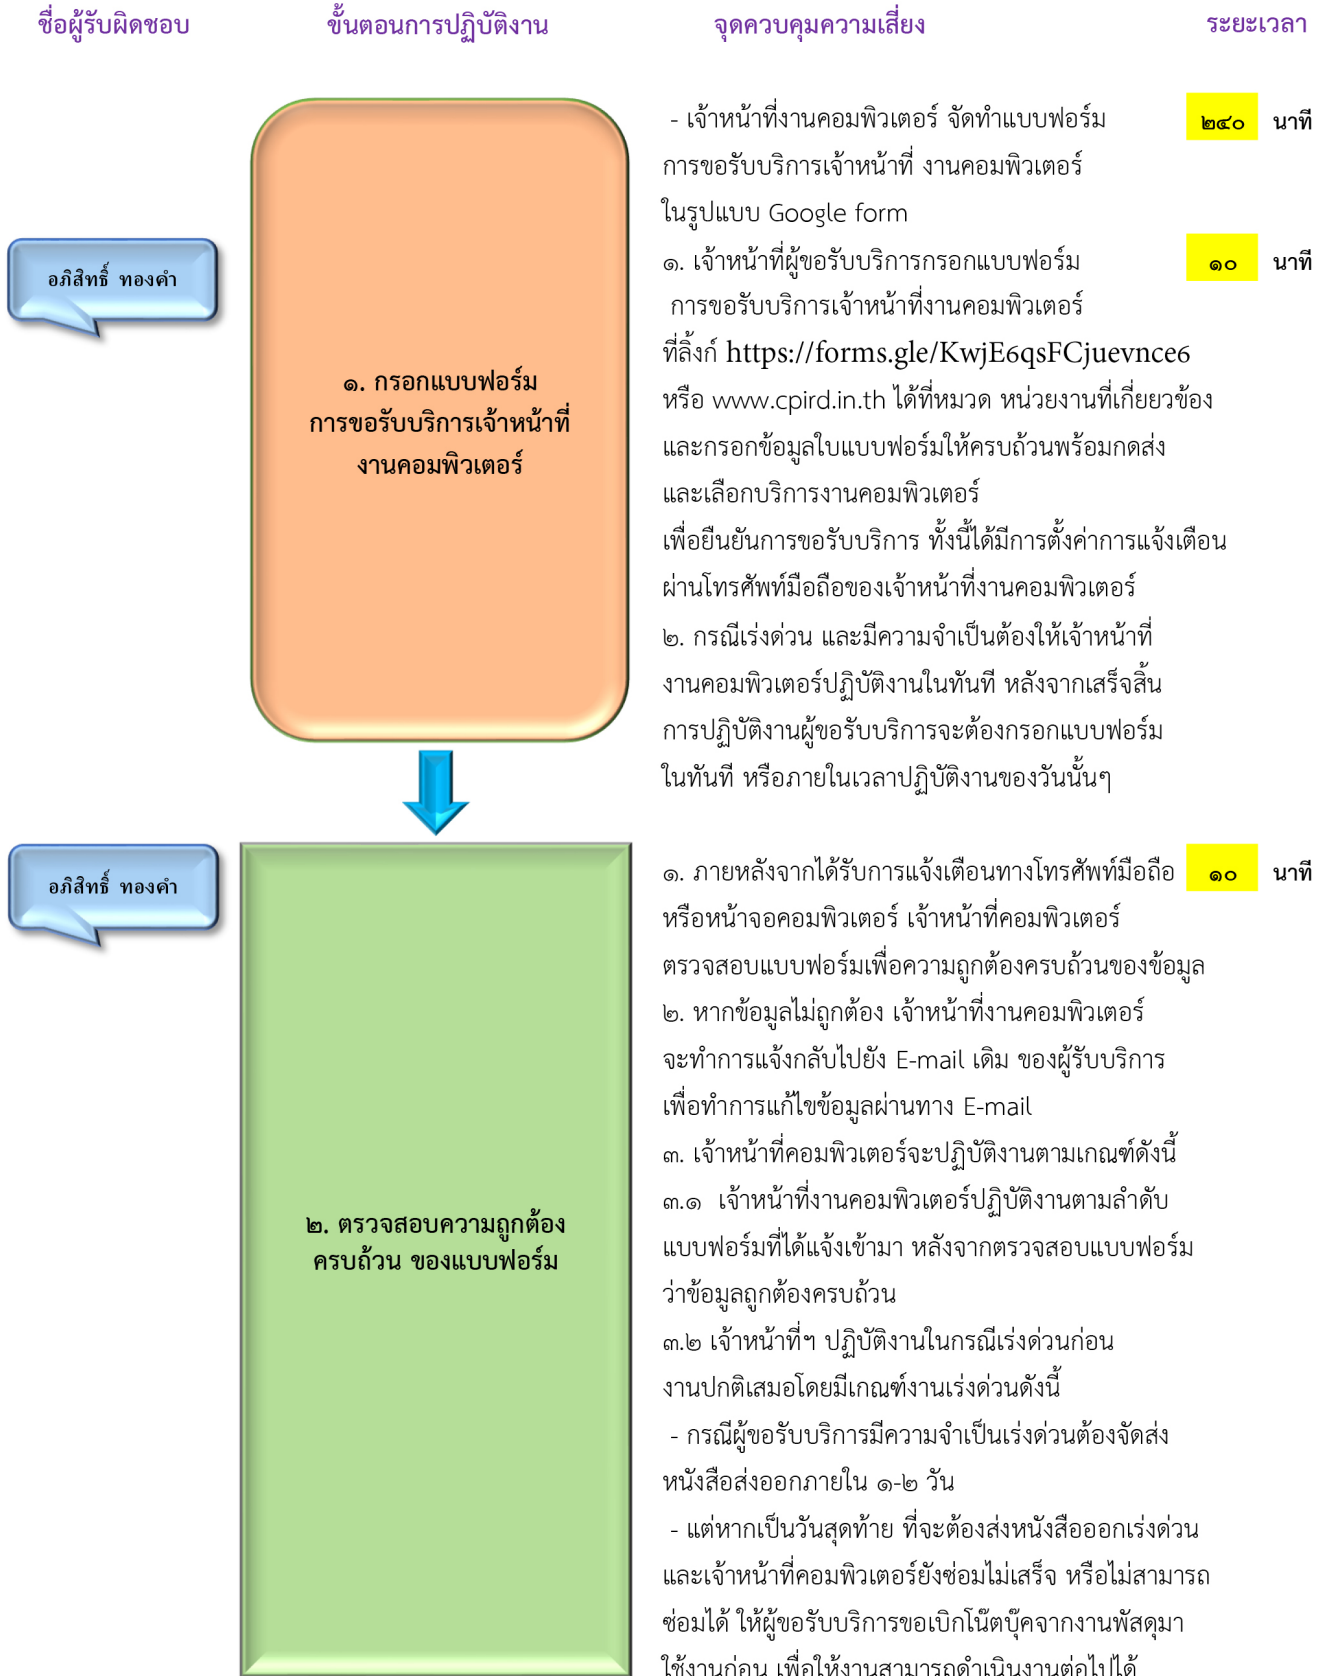 ชื่อผู้รับผิดชอบ ขั้นตอนการปฏิบัติงาน จุดควบคุมความเสี่ยง ระยะเวลา
อภิสิทธิ์ ทองคำ
๑. กรอกแบบฟอร์ม
การขอรับบริการเจ้าหน้าที่
งานคอมพิวเตอร์
- เจ้าหน้าที่งานคอมพิวเตอร์ จัดทำแบบฟอร์ม ๒๔๐ นาที
การขอรับบริการเจ้าหน้าที่ งานคอมพิวเตอร์
ในรูปแบบ Google form
๑. เจ้าหน้าที่ผู้ขอรับบริการกรอกแบบฟอร์ม ๑๐ นาที
การขอรับบริการเจ้าหน้าที่งานคอมพิวเตอร์
ที่ลิ้งก์ https://forms.gle/KwjE6qsFCjuevnce6
หรือ www.cpird.in.th ได้ที่หมวด หน่วยงานที่เกี่ยยวข้อง
และกรอกข้อมูลใบแบบฟอร์มให้ครบถ้วนพร้อมกดส่ง
และเลือกบริการงานคอมพิวเตอร์
เพื่อยืนยันการขอรับบริการ ทั้งนี้ได้มีการตั้งค่าการแจ้งเตือน
ผ่านโทรศัพท์มือถือของเจ้าหน้าที่งานคอมพิวเตอร์
๒. กรณีเร่งด่วน และมีความจำเป็นต้องให้เจ้าหน้าที่
งานคอมพิวเตอร์ปฏิบัติงานในทันที หลังจากเสร็จสิ้น
การปฏิบัติงานผู้ขอรับบริการจะต้องกรอกแบบฟอร์ม
ในทันที หรือภายในเวลาปฏิบัติงานของวันนั้นๆ
อภิสิทธิ์ ทองคำ
๒. ตรวจสอบความถูกต้อง
ครบถ้วน ของแบบฟอร์ม
๑. ภายหลังจากได้รับการแจ้งเตือนทางโทรศัพท์มือถือ ๑๐ นาที
หรือหน้าจอคอมพิวเตอร์ เจ้าหน้าที่คอมพิวเตอร์
ตรวจสอบแบบฟอร์มเพื่อความถูกต้องครบถ้วนของข้อมูล
๒. หากข้อมูลไม่ถูกต้อง เจ้าหน้าที่งานคอมพิวเตอร์
จะทำการแจ้งกลับไปยัง E-mail เดิม ของผู้รับบริการ
เพื่อทำการแก้ไขข้อมูลผ่านทาง E-mail
๓. เจ้าหน้าที่คอมพิวเตอร์จะปฏิบัติงานตามเกณฑ์ดังนี้
๓.๑ เจ้าหน้าที่งานคอมพิวเตอร์ปฏิบัติงานตามลำดับ
แบบฟอร์มที่ได้แจ้งเข้ามา หลังจากตรวจสอบแบบฟอร์ม
ว่าข้อมูลถูกต้องครบถ้วน
๓.๒ เจ้าหน้าที่ฯ ปฏิบัติงานในกรณีเร่งด่วนก่อน
งานปกติเสมอโดยมีเกณฑ์งานเร่งด่วนดังนี้
- กรณีผู้ขอรับบริการมีความจำเป็นเร่งด่วนต้องจัดส่ง
หนังสือส่งออกภายใน ๑-๒ วัน
- แต่หากเป็นวันสุดท้าย ที่จะต้องส่งหนังสือออกเร่งด่วน
และเจ้าหน้าที่คอมพิวเตอร์ยังซ่อมไม่เสร็จ หรือไม่สามารถ
ซ่อมได้ ให้ผู้ขอรับบริการขอเบิกโน๊ตบุ๊คจากงานพัสดุมา
ใช้งานก่อน เพื่อให้งานสามารถดำเนินงานต่อไปได้